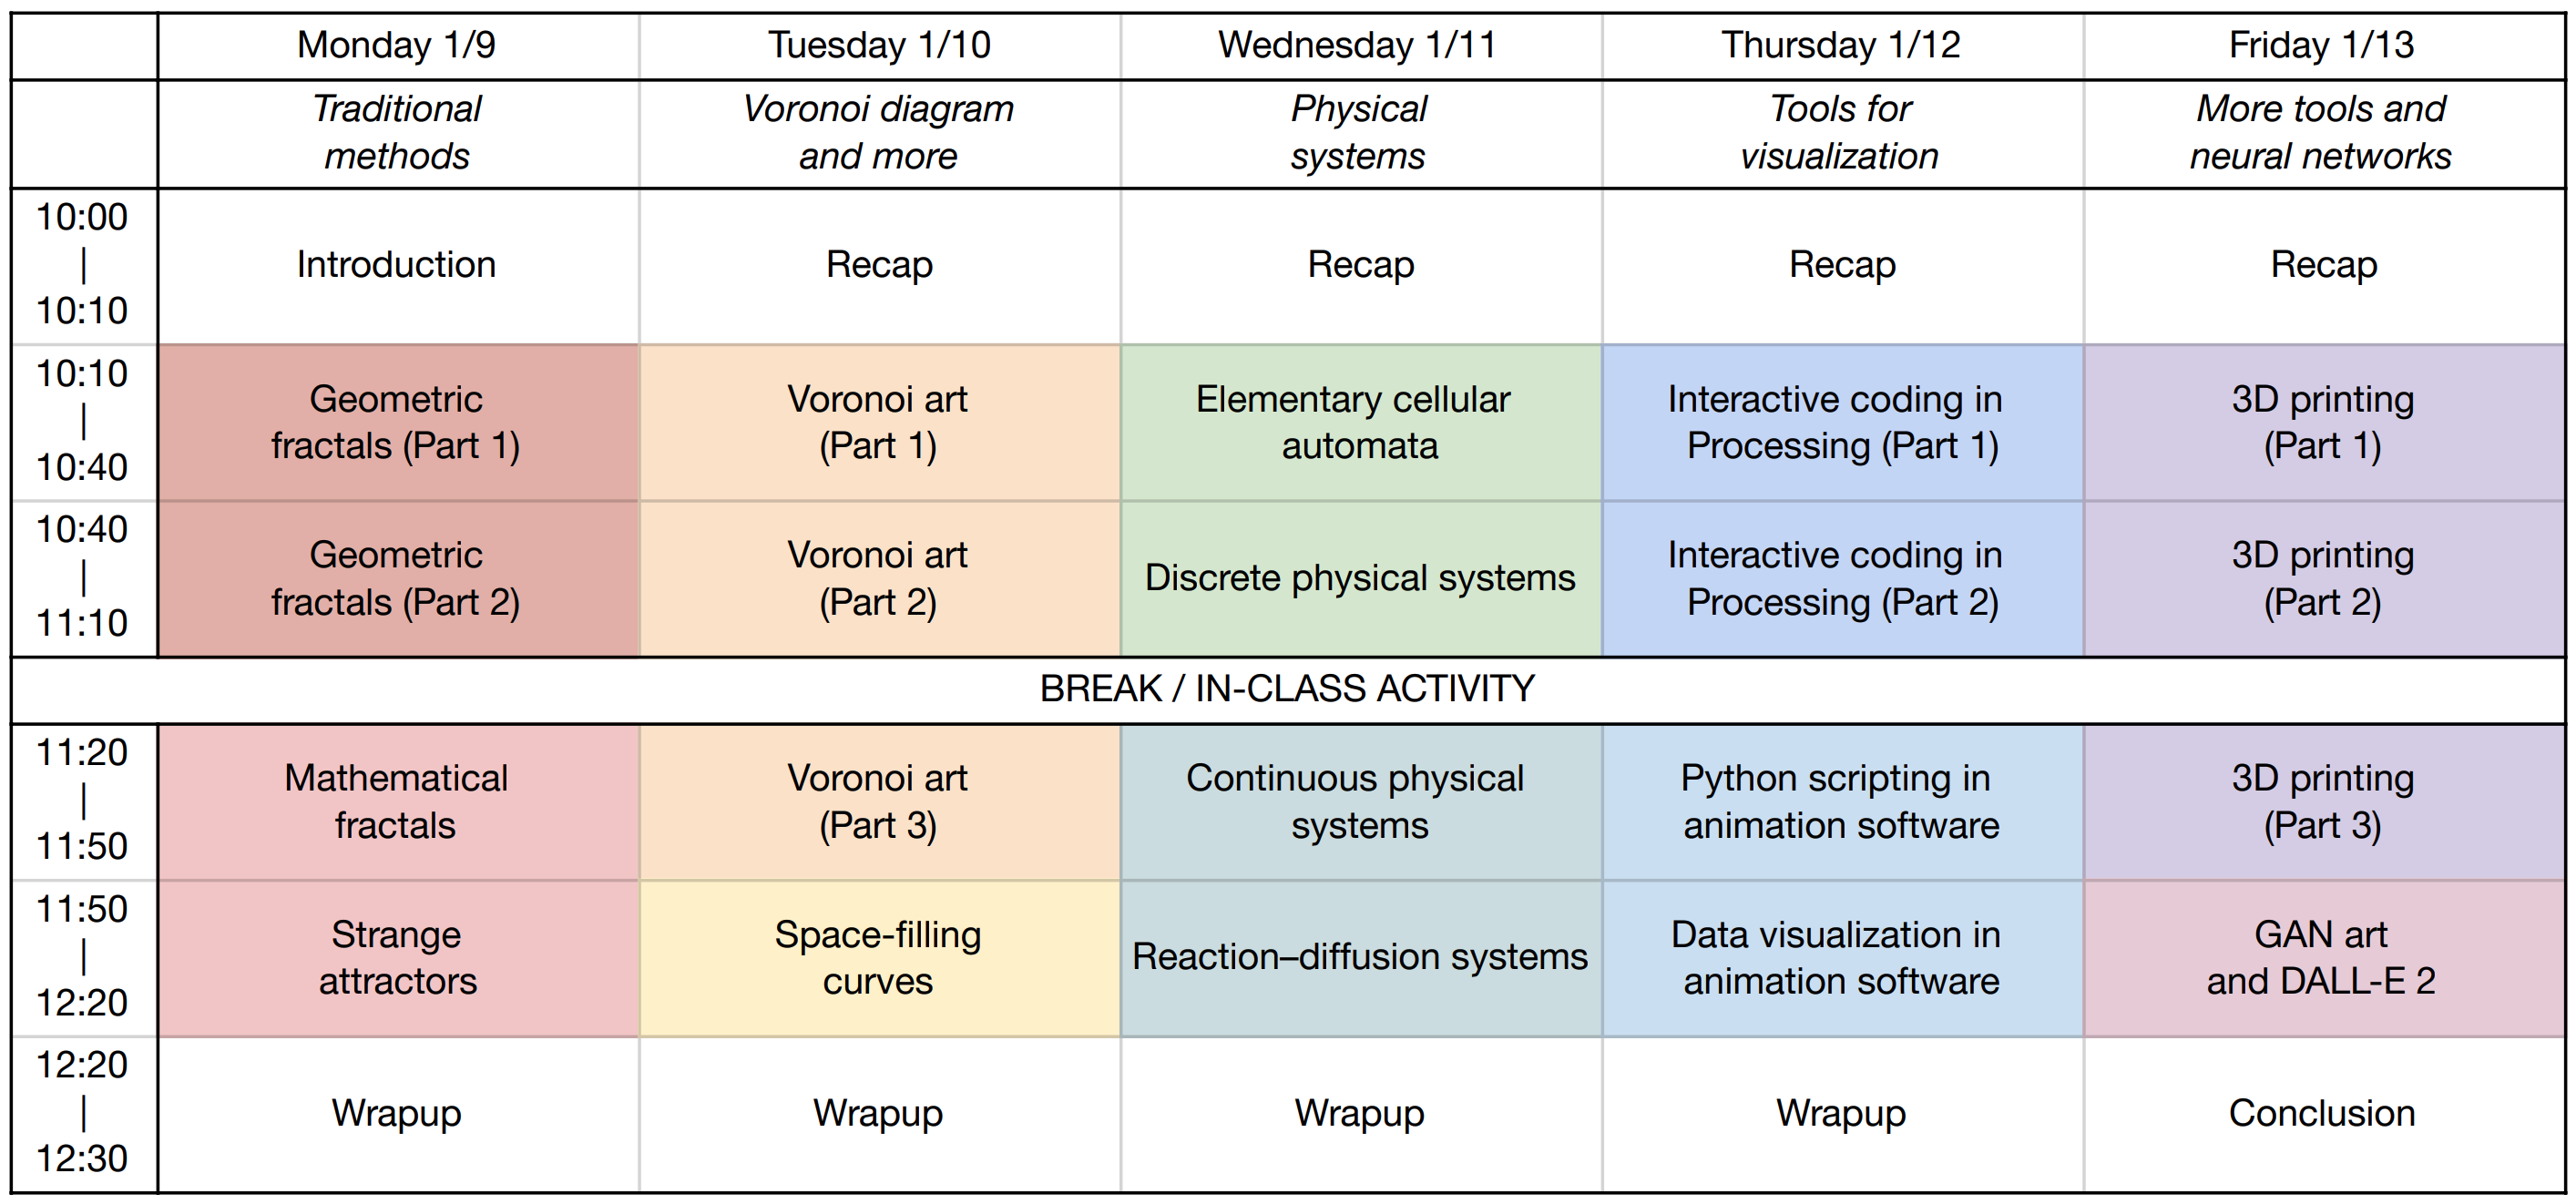 Monday 1/9 Tuesday 1/10 Wednesday 1/11 Thursday 1/12 Friday 1/13
Traditional Voronoi diagram Physical Tools for More tools and
methods and more systems visualization neural networks
10:00
|
10:10
Introduction Recap Recap Recap Recap
10:10
|
10:40
Geometric Voronoi art Elementary cellular Interactive coding in 3D printing
fractals (Part 1) (Part 1) automata Processing (Part 1) (Part 1)
10:40
|
11:10
Geometric Voronoi art Discrete physical systems Interactive coding in 3D printing
fractals (Part 2) (Part 2) Processing (Part 2) (Part 2)
BREAK / IN-CLASS ACTIVITY
11:20
|
11:50
Mathematical Voronoi art Continuous physical Python scripting in 3D printing
fractals (Part 3) systems animation software (Part 3)
11:50
|
12:20
Strange Space-filling Reaction–diffusion systems Data visualization in GAN art
attractors curves animation software and DALL-E 2
12:20
|
12:30
Wrapup Wrapup Wrapup Wrapup Conclusion